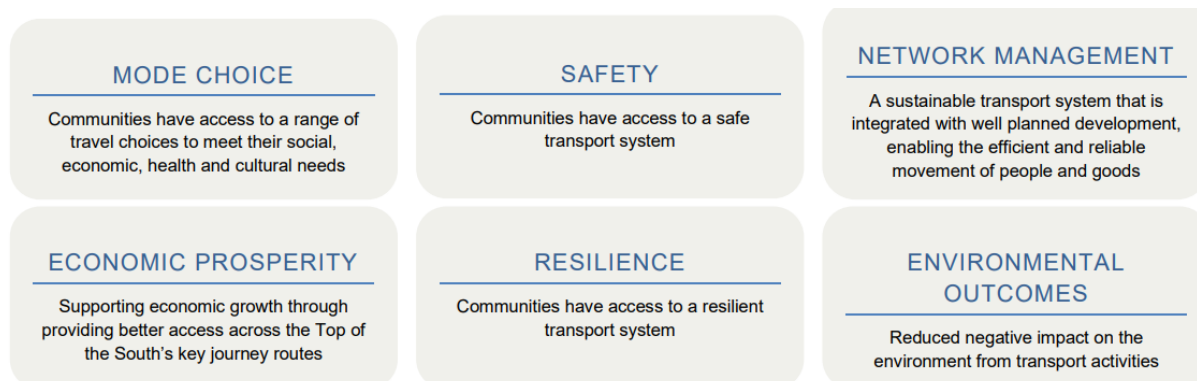 MODE CHOICE
Communities have access to a range of
travel choices to meet their social,
economic, health and cultural needs
SAFETY
Communities have access to a safe
transport system
NETWORK MANAGEMENT
A sustainable transport system that is
integrated with well planned development,
enabling the efficient and reliable
movement of people and goods
ECONOMIC PROSPERITY
Supporting economic growth through
providing better access across the Top of
the South's key journey routes
RESILIENCE
Communities have access to a resilient
transport system
ENVIRONMENTAL
OUTCOMES
Reduced negative impact on the
environment from transport activities